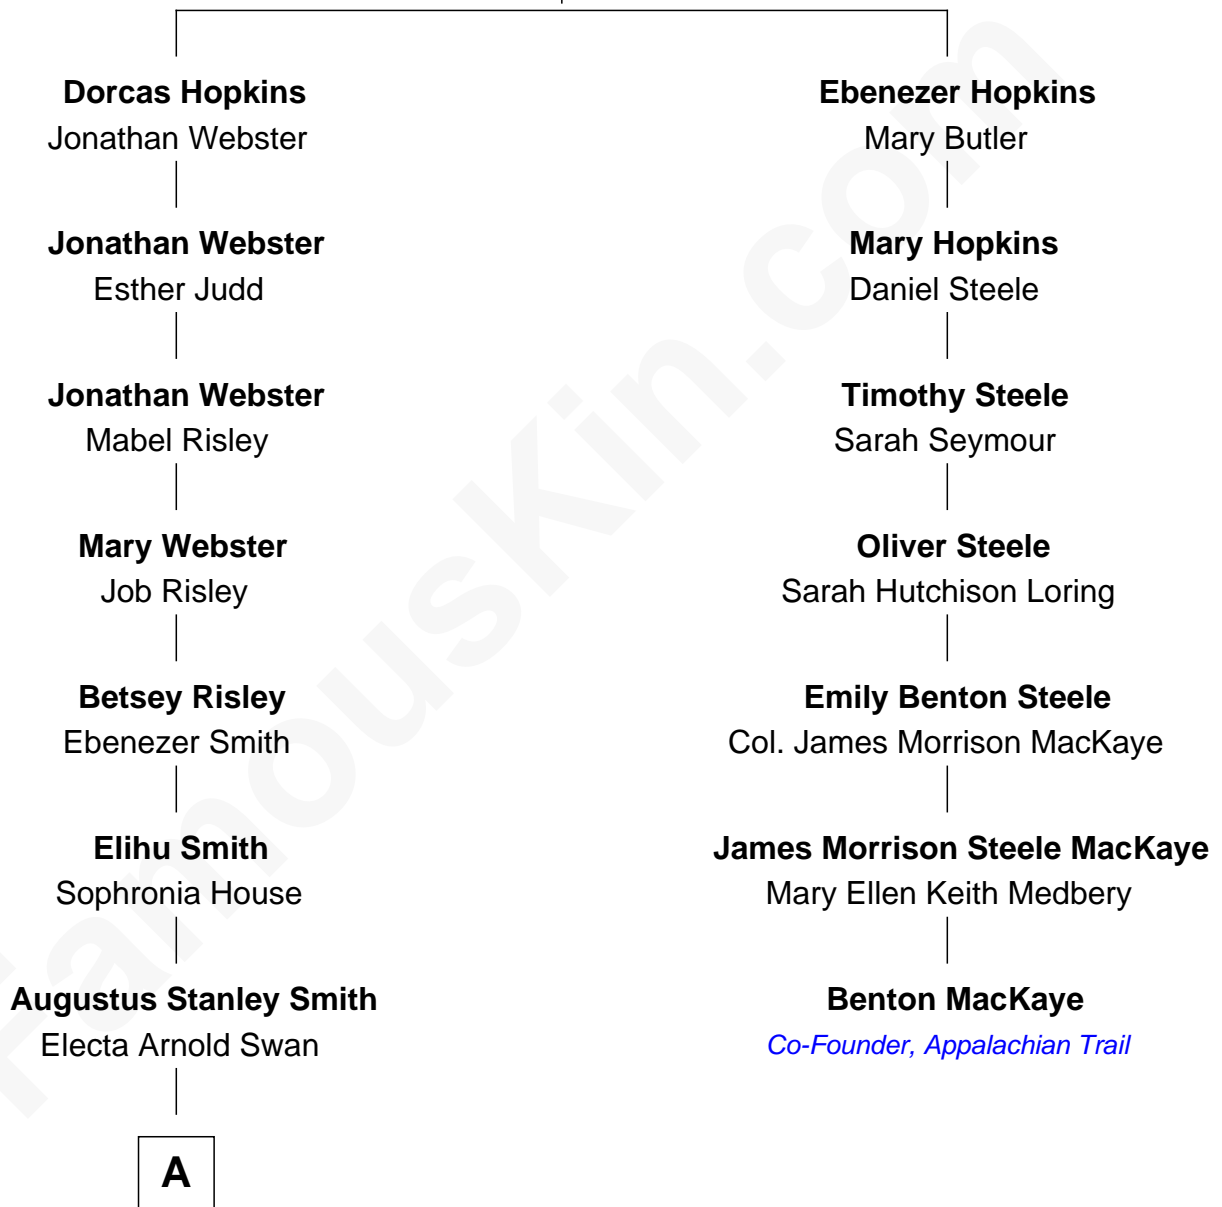 Dorcas Hopkins
Jonathan Webster
Jonathan Webster
Esther Judd
Jonathan Webster
Mabel Risley
Mary Webster
Job Risley
Betsey Risley
Ebenezer Smith
Elihu Smith
Sophronia House
Augustus Stanley Smith
Electa Arnold Swan
A
Ebenezer Hopkins
Mary Butler
Mary Hopkins
Daniel Steele
Timothy Steele
Sarah Seymour
Oliver Steele
Sarah Hutchison Loring
Emily Benton Steele
Col. James Morrison MacKaye
James Morrison Steele MacKaye
Mary Ellen Keith Medbery
Benton MacKaye
Co-Founder, Appalachian Trail
FamousKin.com